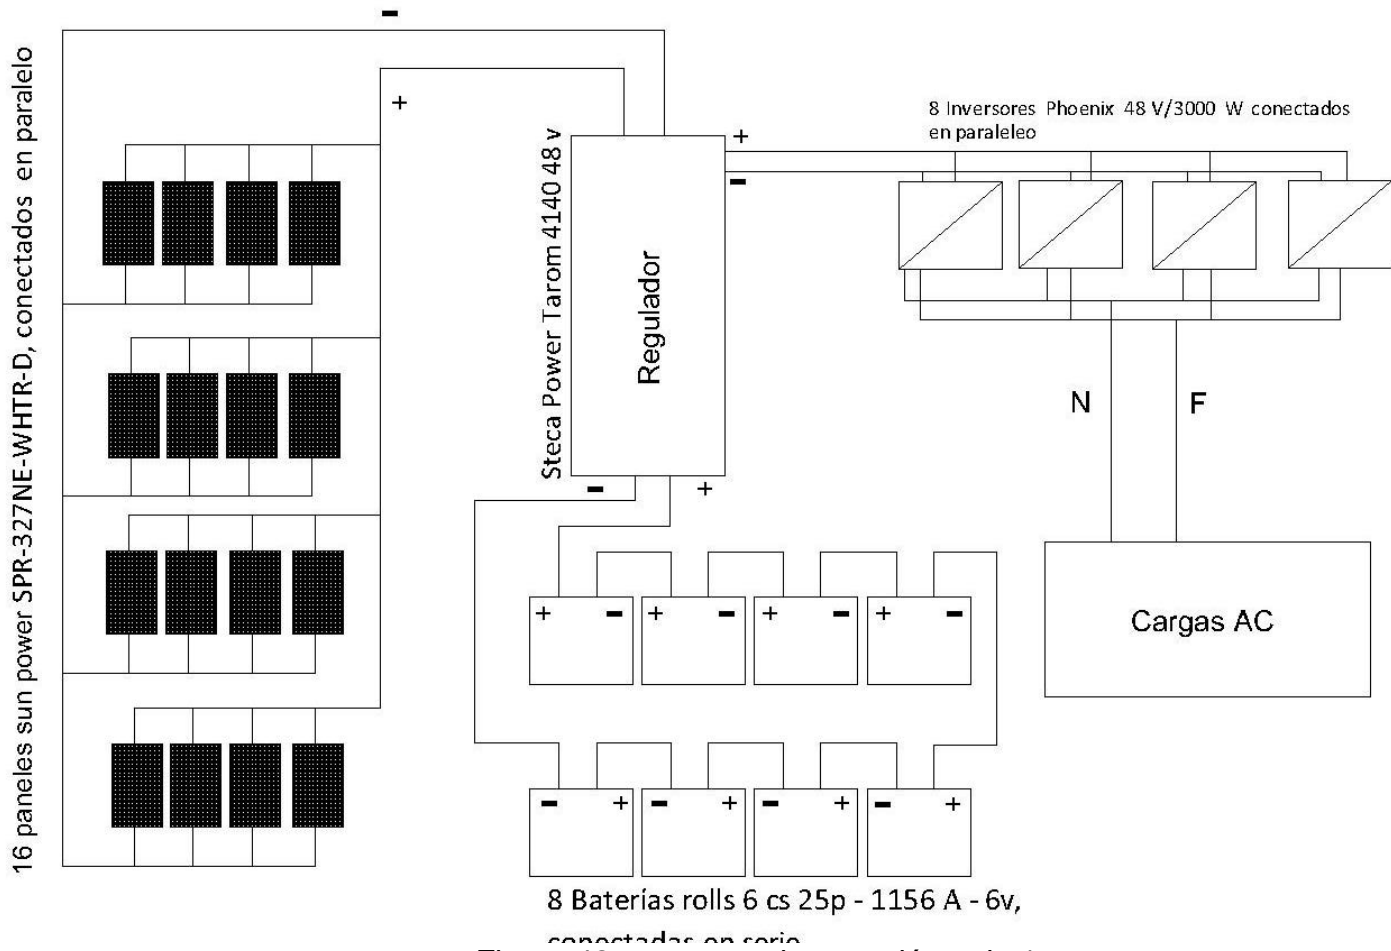 -
+
16 paneles sun power SPR-327NE-WHTR-D, conectados en paralelo
Steca Power Tarom 4140 48 v
Regulador
+
-
8 Inversores Phoenix 48 V/3000 W conectados
en paraleleo
N
F
Cargas AC
- +
+ - + - + - + -
- + - + - + - +
8 Baterías rolls 6 cs 25p - 1156 A - 6v,
conectadas en serie